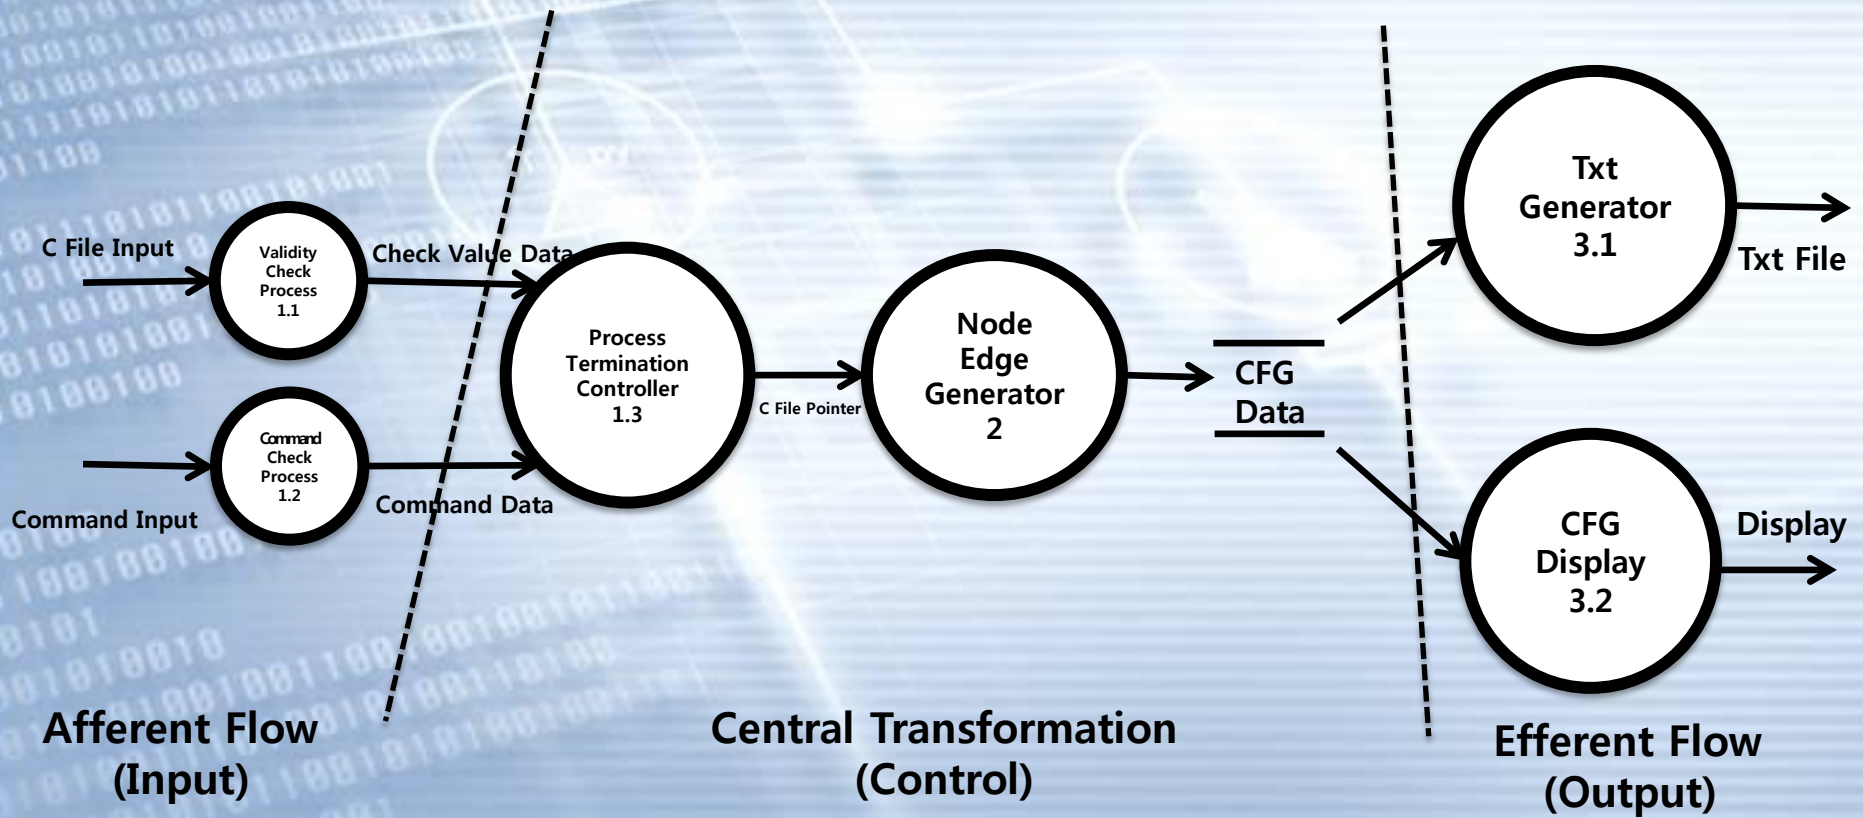 C File Input
Validity
Check
Process
1.1
Check Value Data
Command Input
Command
Check
Process
1.2
Command Data
Process
Termination
Controller
1.3
C File Pointer
Node
Edge
Generator
2
CFG
Data
Txt
Generator
3.1
Txt File
CFG
Display
3.2
Display
Afferent Flow
(Input)
Central Transformation
(Control)
Efferent Flow
(Output)